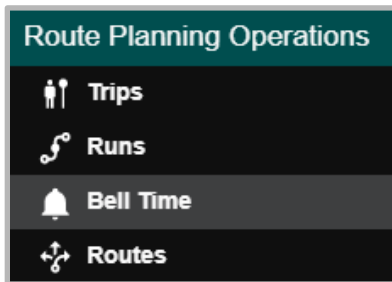 Route Planning Operations
Trips
Runs
Bell Time
Routes